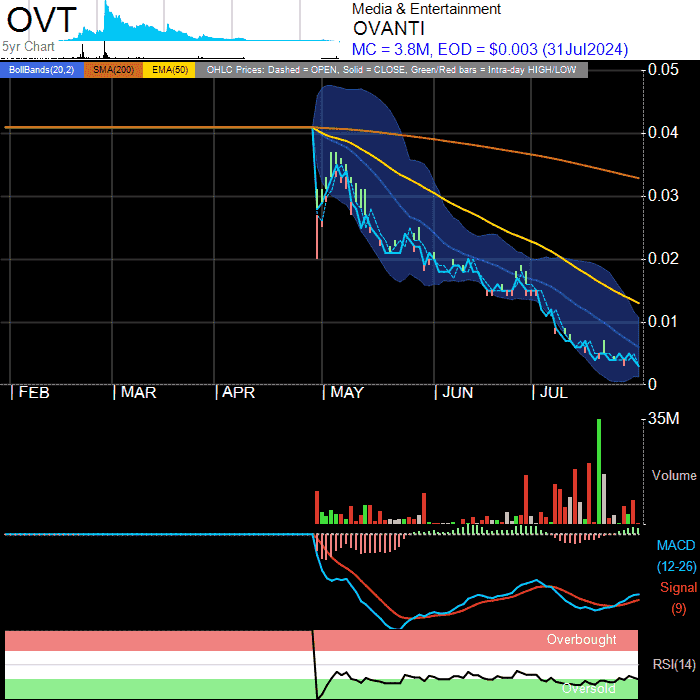 OVT
5yr Chart
Media & Entertainment
OVANTI
MC = 3.8M, EOD = $0.003 (31Jul2024)
BollBands(20,2) SMA(200) EMA(50) OHLC Prices: Dashed = OPEN, Solid = CLOSE, Green/Red bars = Intra-day HIGH/LOW
0.05
0.04
0.03
0.02
0.01
0
FEB MAR APR MAY JUN JUL
35M
Volume
MACD
(12-26)
Signal
(9)
Overbought
RSI(14)
Oversold